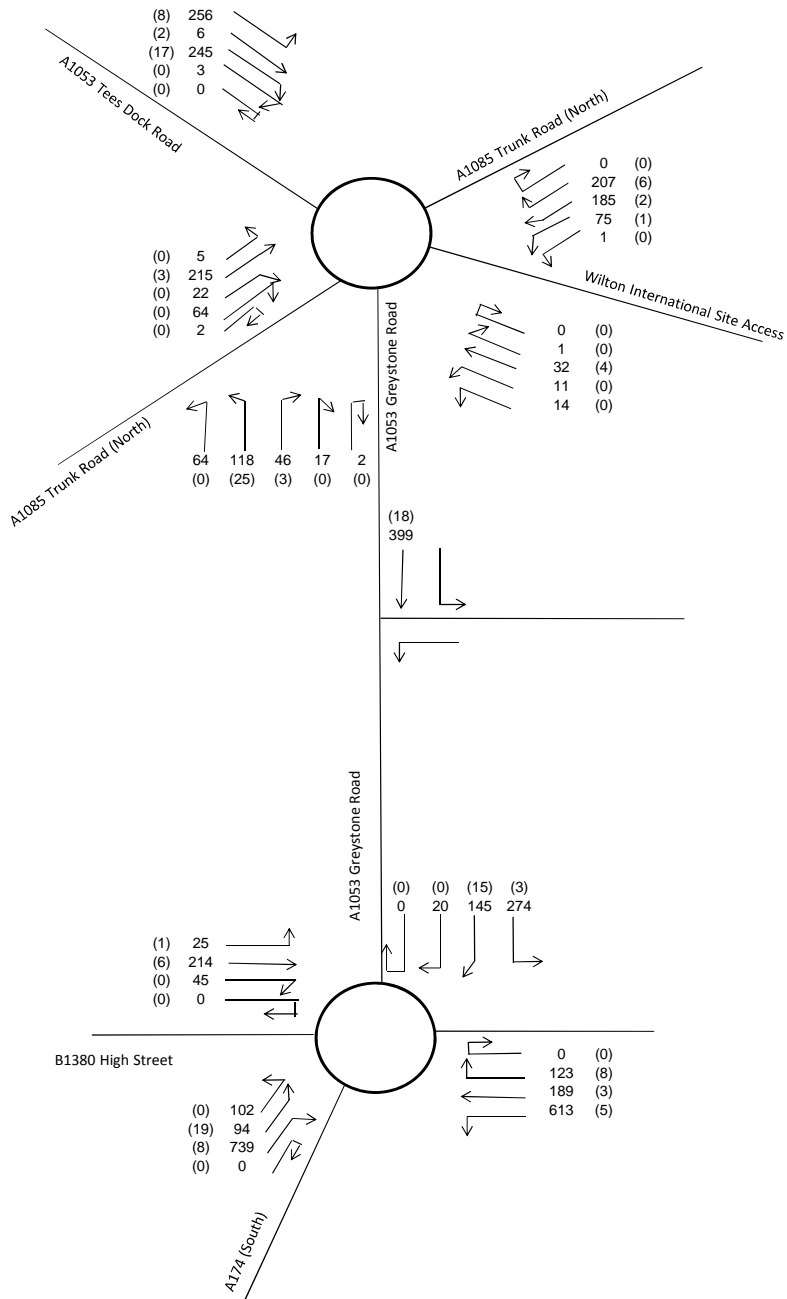 (8) 256
(2) 6
(17) 245
(0) 3
(0) 0
A1053 Tees Dock Road
A1085 Trunk Road (North)
0 (0)
207 (6)
185 (2)
75 (1)
1 (0)
(0) 5
(3) 215
(0) 22
(0) 64
(0) 2
Wilton International Site Access
0 (0)
1 (0)
32 (4)
11 (0)
14 (0)
A1053 Greystone Road
A1085 Trunk Road (North)
64 118 46 17 2
(0) (25) (3) (0) (0)
(18)
399
A1053 Greystone Road
(0) (0) (15) (3)
0 20 145 274
(1) 25
(6) 214
(0) 45
(0) 0
B1380 High Street
0 (0)
123 (8)
189 (3)
613 (5)
(0) 102
(19) 94
(8) 739
(0) 0
A174 (South)